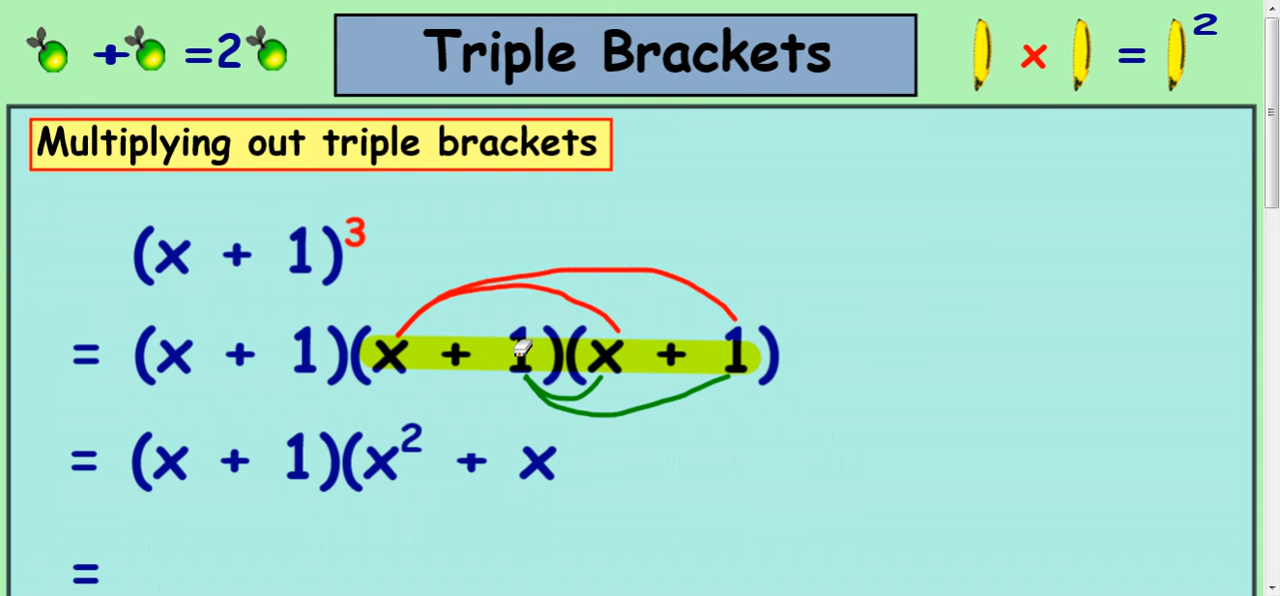 + =2
Triple Brackets
x = 2
Multiplying out triple brackets
(x + 1)³
= (x + 1)(x + 1)(x + 1)
= (x + 1)(x² + x
=